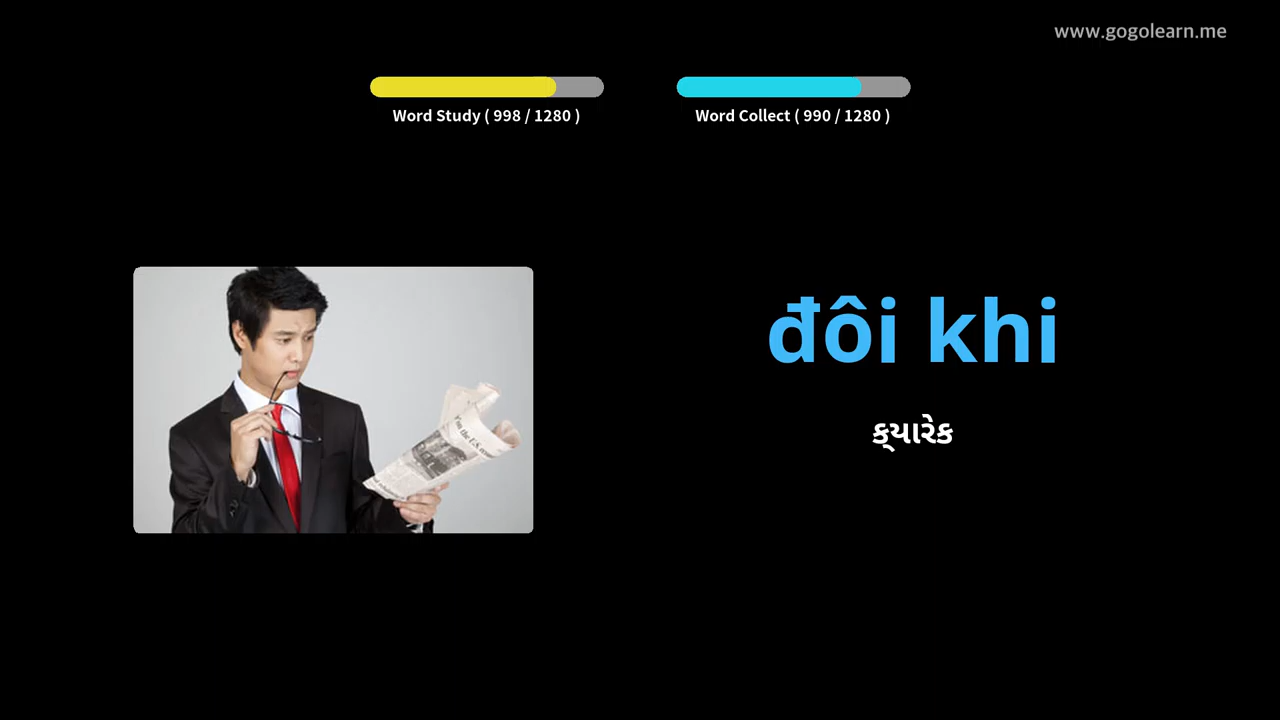 www.gogolearn.me
Word Study ( 998 / 1280 )
Word Collect ( 990 / 1280 )
đôi khi
ક્યારેક